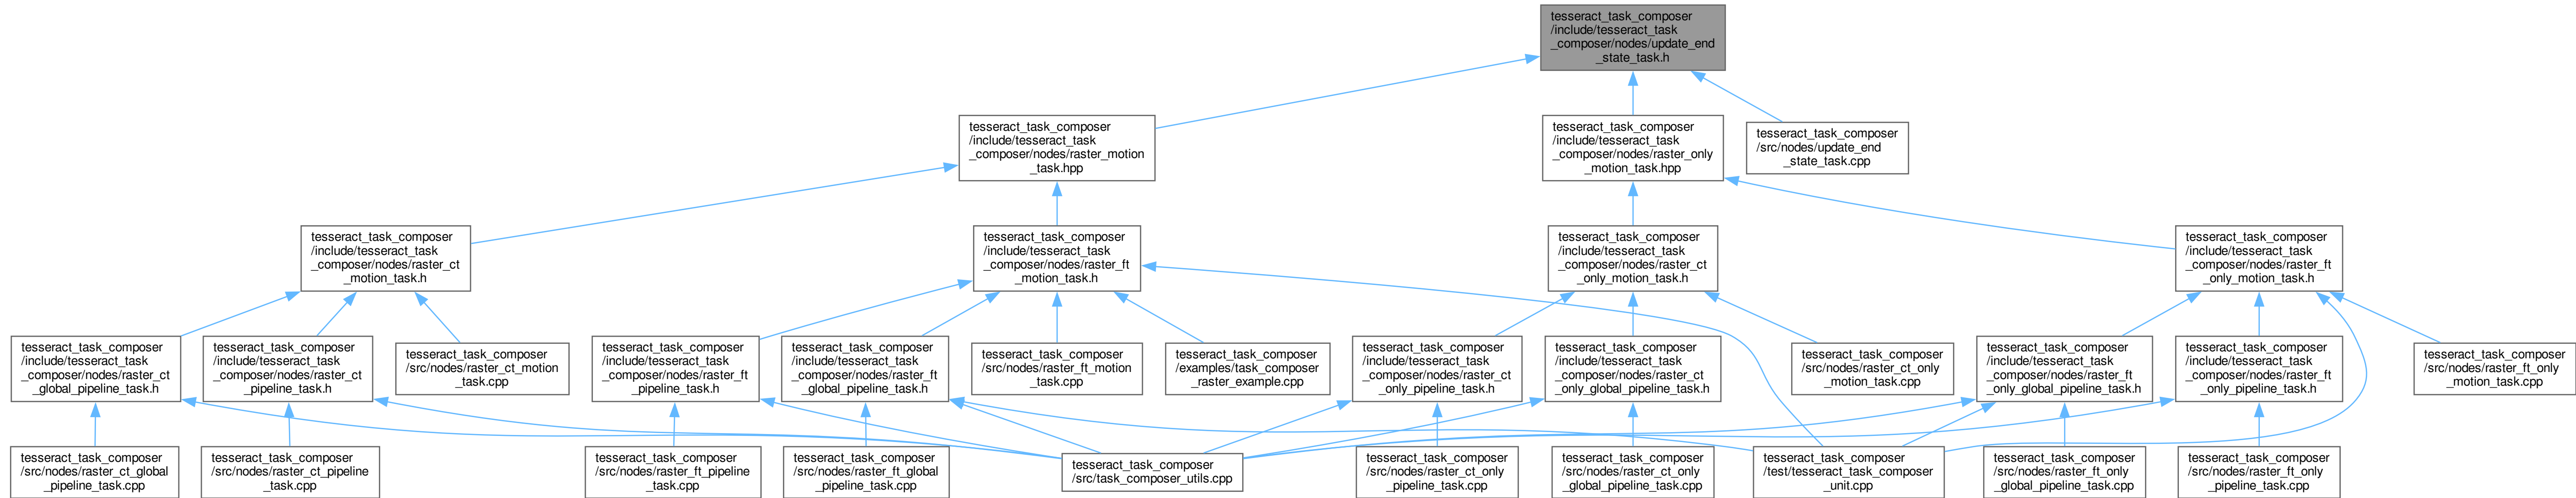 tesseract_task_composer
/include/tesseract_task
_composer/nodes/update_end
_state_task.h
tesseract_task_composer
/include/tesseract_task
_composer/nodes/raster_motion
_task.hpp
tesseract_task_composer
/include/tesseract_task
_composer/nodes/raster_only
_motion_task.hpp
tesseract_task_composer
/src/nodes/update_end
_state_task.cpp
tesseract_task_composer
/include/tesseract_task
_composer/nodes/raster_ct
_motion_task.h
tesseract_task_composer
/include/tesseract_task
_composer/nodes/raster_ft
_motion_task.h
tesseract_task_composer
/include/tesseract_task
_composer/nodes/raster_ct
_only_motion_task.h
tesseract_task_composer
/include/tesseract_task
_composer/nodes/raster_ft
_only_motion_task.h
tesseract_task_composer
/include/tesseract_task
_composer/nodes/raster_ct
_global_pipeline_task.h
tesseract_task_composer
/include/tesseract_task
_composer/nodes/raster_ct
_pipeline_task.h
tesseract_task_composer
/src/nodes/raster_ct_motion
_task.cpp
tesseract_task_composer
/include/tesseract_task
_composer/nodes/raster_ft
_pipeline_task.h
tesseract_task_composer
/include/tesseract_task
_composer/nodes/raster_ft
_global_pipeline_task.h
tesseract_task_composer
/src/nodes/raster_ft_motion
_task.cpp
tesseract_task_composer
/examples/task_composer
_raster_example.cpp
tesseract_task_composer
/include/tesseract_task
_composer/nodes/raster_ct
_only_pipeline_task.h
tesseract_task_composer
/include/tesseract_task
_composer/nodes/raster_ct
_only_global_pipeline_task.h
tesseract_task_composer
/src/nodes/raster_ct_only
_motion_task.cpp
tesseract_task_composer
/include/tesseract_task
_composer/nodes/raster_ft
_only_global_pipeline_task.h
tesseract_task_composer
/include/tesseract_task
_composer/nodes/raster_ft
_only_pipeline_task.h
tesseract_task_composer
/src/nodes/raster_ft_only
_motion_task.cpp
tesseract_task_composer
/src/nodes/raster_ct_global
_pipeline_task.cpp
tesseract_task_composer
/src/nodes/raster_ct_pipeline
_task.cpp
tesseract_task_composer
/src/nodes/raster_ft_pipeline
_task.cpp
tesseract_task_composer
/src/nodes/raster_ft_global
_pipeline_task.cpp
tesseract_task_composer
/src/task_composer_utils.cpp
tesseract_task_composer
/src/nodes/raster_ct_only
_pipeline_task.cpp
tesseract_task_composer
/src/nodes/raster_ct_only
_global_pipeline_task.cpp
tesseract_task_composer
/test/tesseract_task_composer
_unit.cpp
tesseract_task_composer
/src/nodes/raster_ft_only
_global_pipeline_task.cpp
tesseract_task_composer
/src/nodes/raster_ft_only
_pipeline_task.cpp